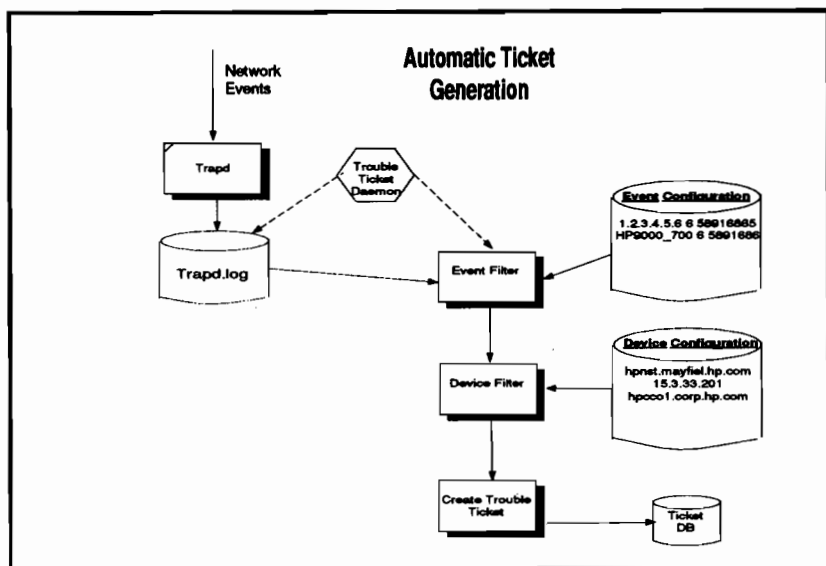 Automatic Ticket
Generation
Network
Events
Trapd
Trouble
Ticket
Daemon
Trapd.log
Event Configuration
1.2.3.4.5.6 6 58916865
HP9000_700 6 5891686
Event Filter
Device Configuration
hpnst.mayfiel.hp.com
15.3.33.201
hpcco1.corp.hp.com
Device Filter
Create Trouble
Ticket
Ticket
DB